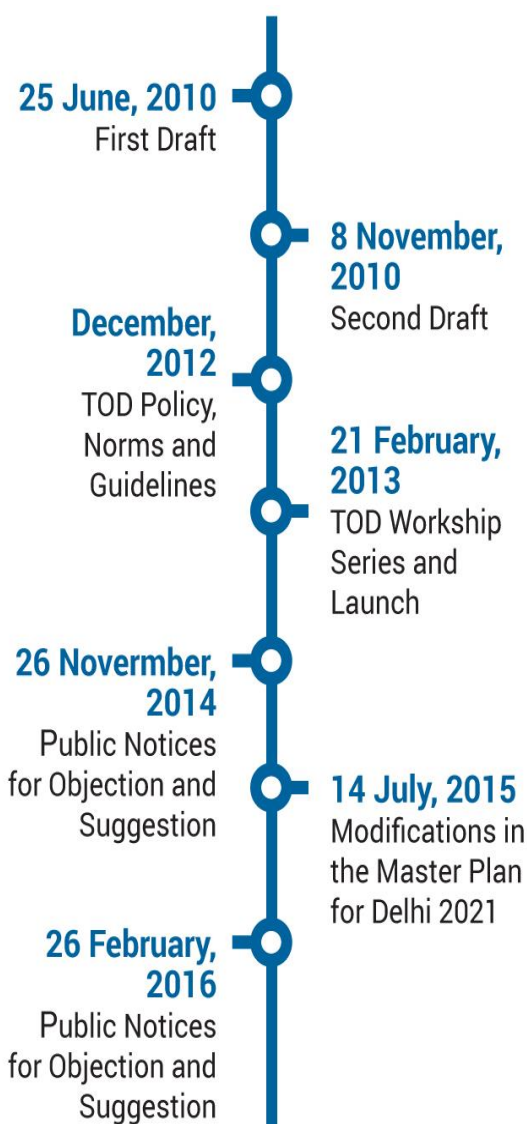 25 June, 2010
First Draft
8 November,
2010
Second Draft
December,
2012
TOD Policy,
Norms and
Guidelines
21 February,
2013
TOD Workship
Series and
Launch
26 Novermber,
2014
Public Notices
for Objection and
Suggestion
14 July, 2015
Modifications in
the Master Plan
for Delhi 2021
26 February,
2016
Public Notices
for Objection and
Suggestion